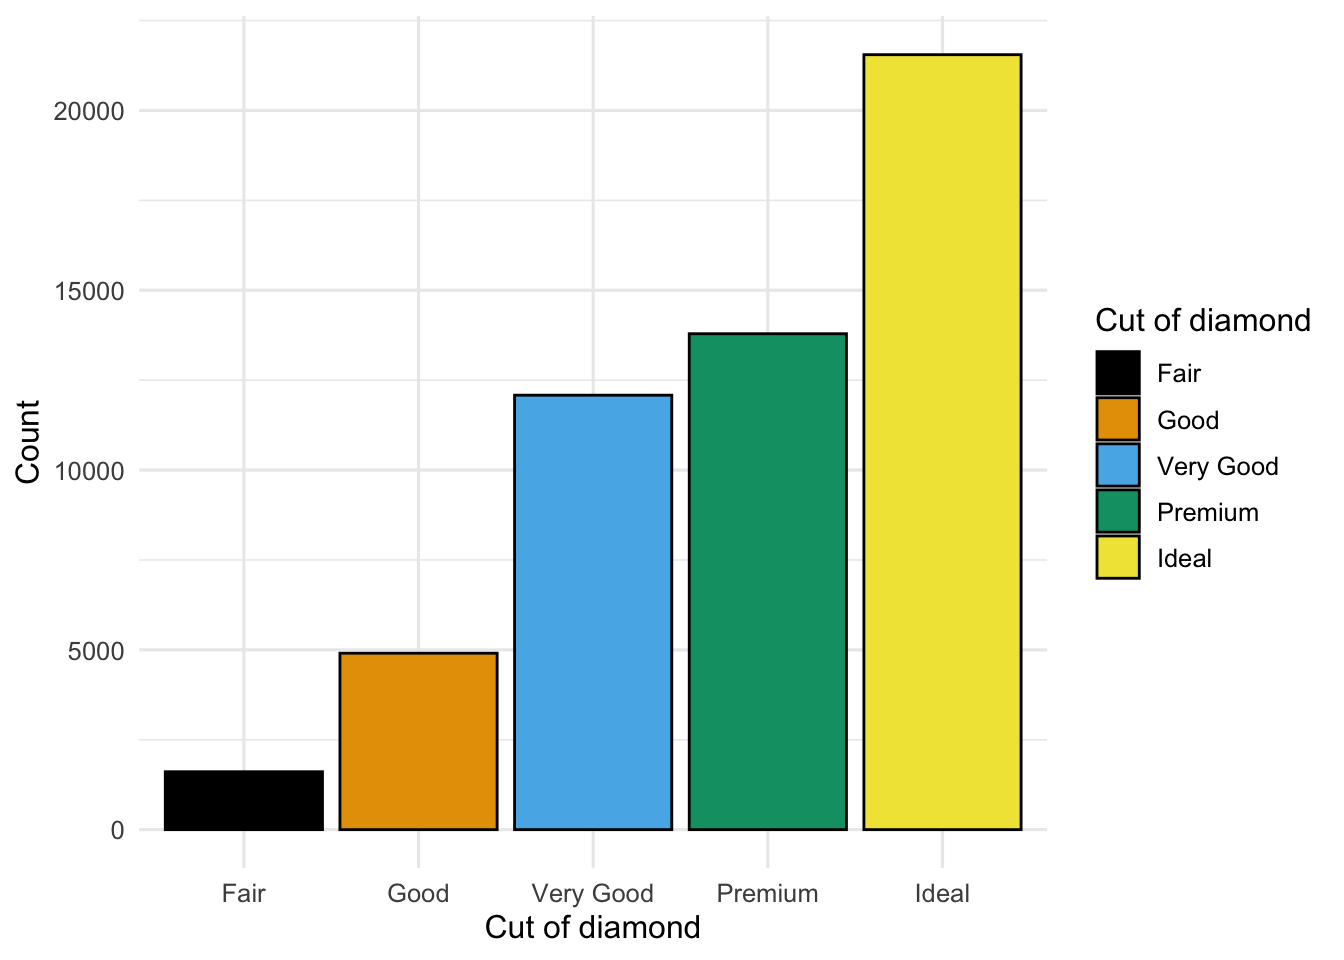 Count
20000
15000
10000
5000
0
Fair
Good
Very Good
Premium
Ideal
Cut of diamond
Cut of diamond
Fair
Good
Very Good
Premium
Ideal